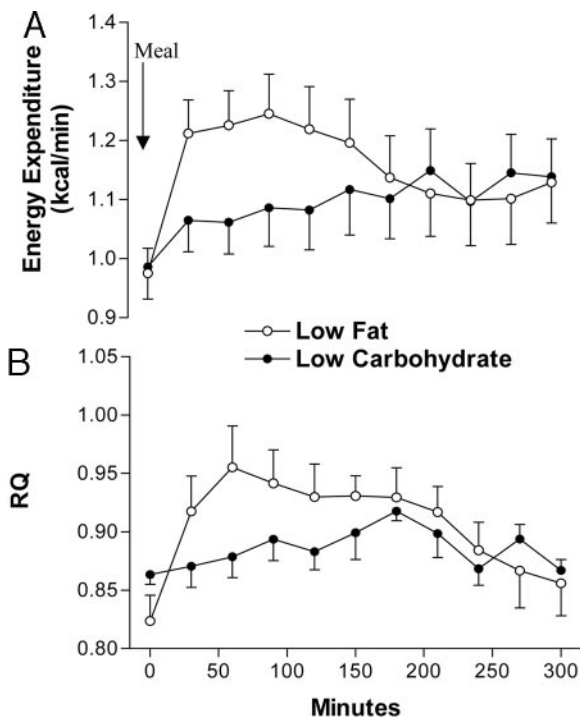 A
Meal
Energy Expenditure
(kcal/min)
1.4
1.3
1.2
1.1
1.0
0.9
Low Fat
Low Carbohydrate
B
RQ
1.05
1.00
0.95
0.90
0.85
0.80
0 50 100 150 200 250 300
Minutes